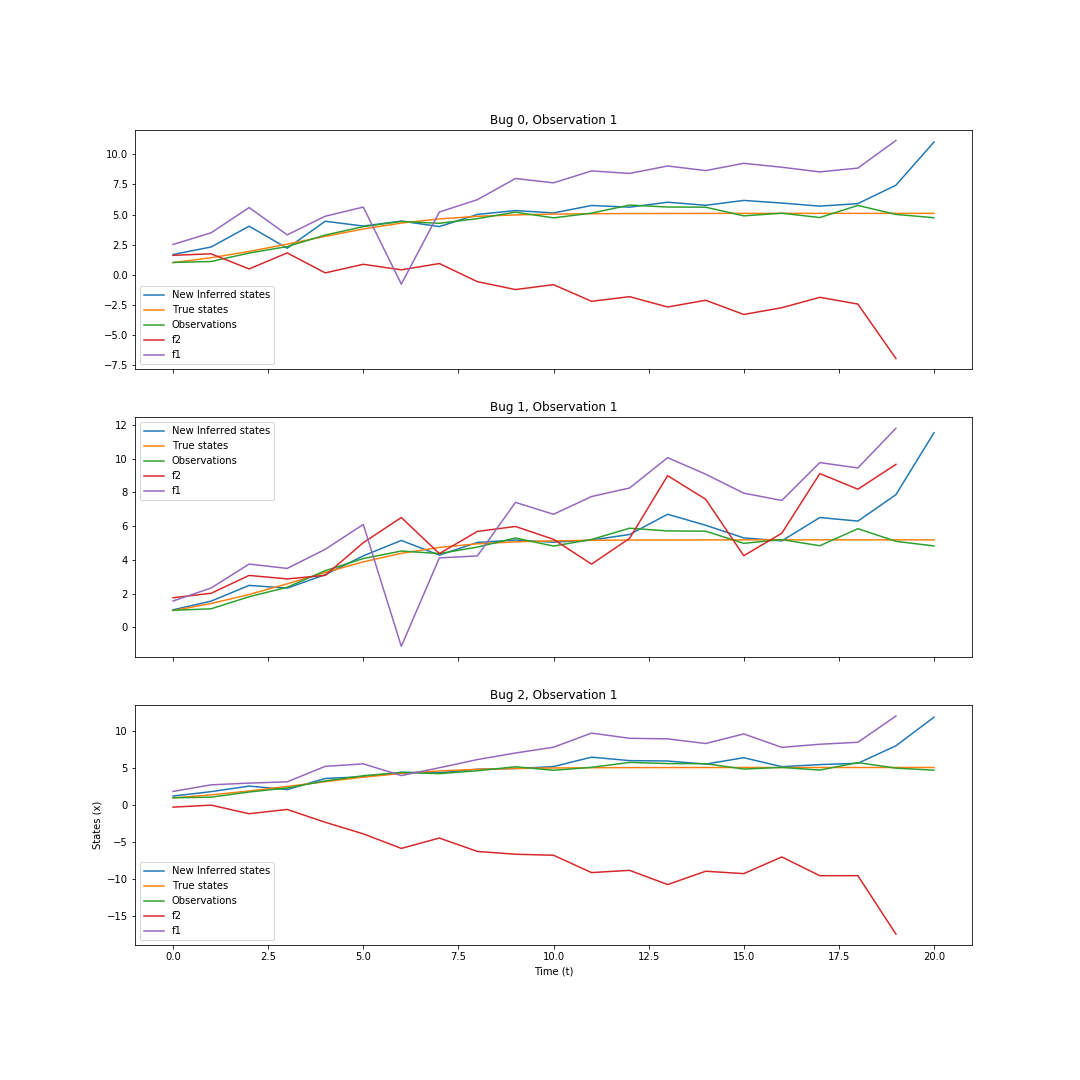 Bug 0, Observation 1
10.0
7.5
5.0
2.5
0.0
−2.5
−5.0
−7.5
New Inferred states
True states
Observations
f2
f1
Bug 1, Observation 1
12
10
8
6
4
2
0
New Inferred states
True states
Observations
f2
f1
Bug 2, Observation 1
10
5
0
−5
−10
−15
States (x)
New Inferred states
True states
Observations
f2
f1
0.0 2.5 5.0 7.5 10.0 12.5 15.0 17.5 20.0
Time (t)